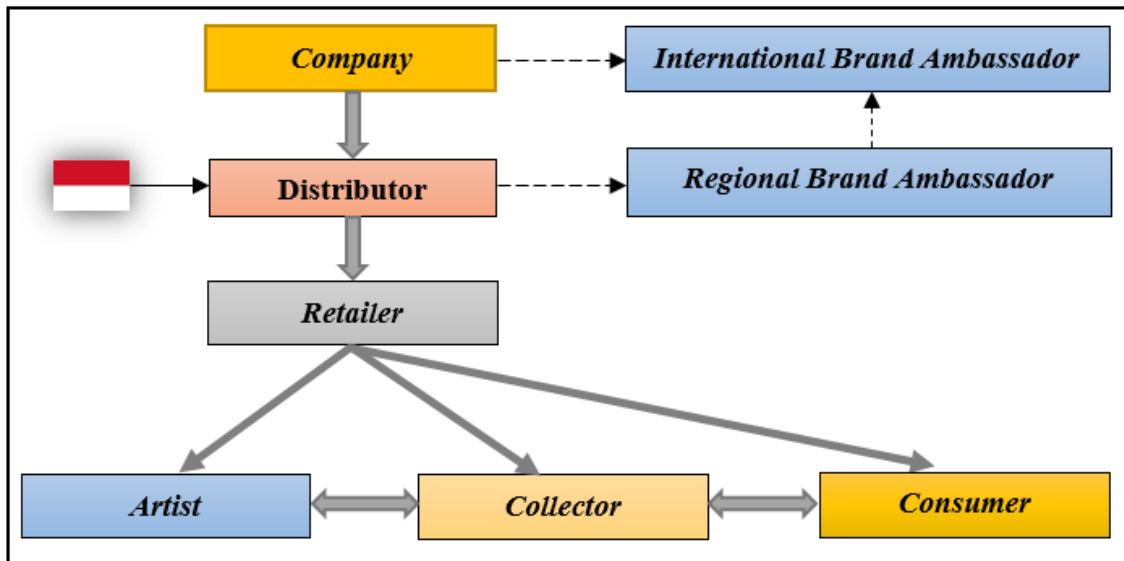 Company
International Brand Ambassador
Distributor
Regional Brand Ambassador
Retailer
Artist
Collector
Consumer